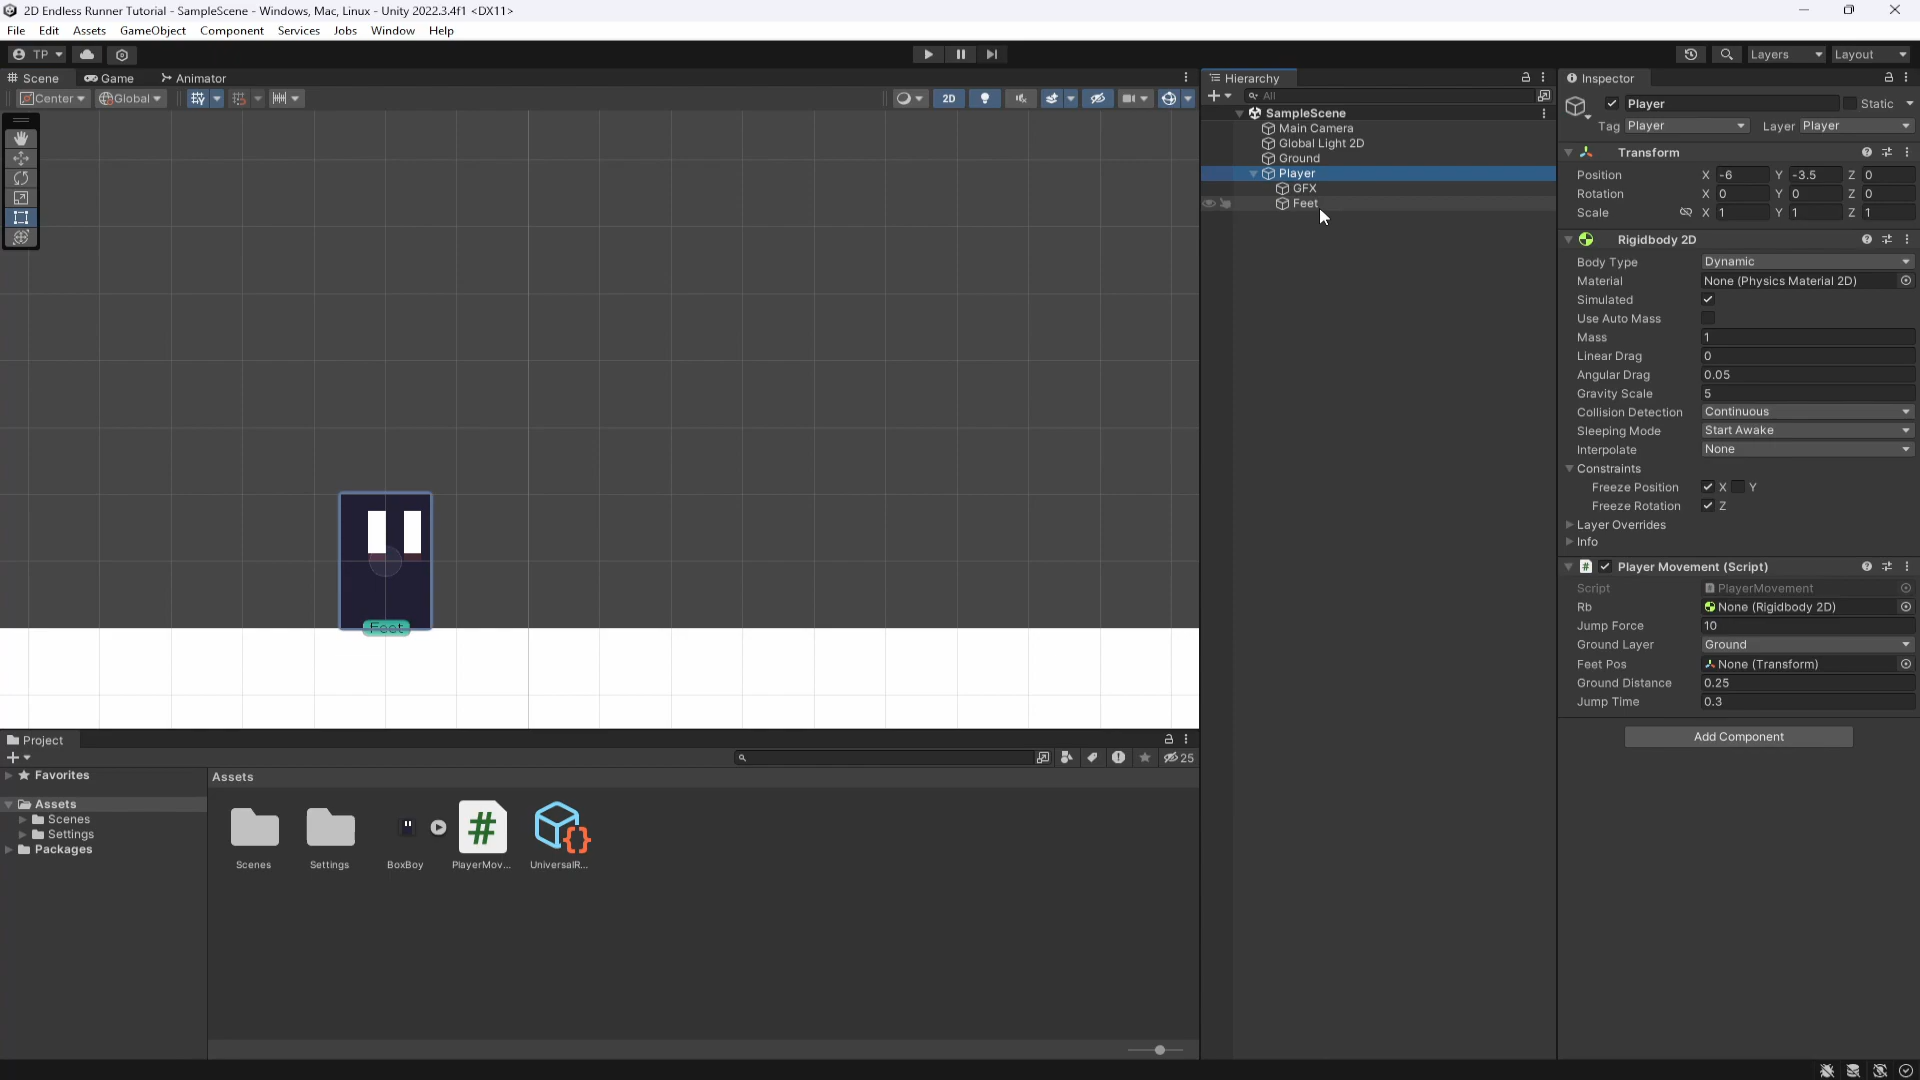 2D Endless Runner Tutorial - SampleScene - Windows, Mac, Linux - Unity 2022.3.4f1 <DX11>
File Edit Assets GameObject Component Services Jobs Window Help
TP Layers Layout
Scene Game Animator
Center Global 2D
Feet
Hierarchy
All
SampleScene
Main Camera
Global Light 2D
Ground
Player
GFX
Feet
Inspector
Player Static
Tag Player Layer Player
Transform
Position X -6 Y -3.5 Z 0
Rotation X 0 Y 0 Z 0
Scale X 1 Y 1 Z 1
Rigidbody 2D
Body Type Dynamic
Material None (Physics Material 2D)
Simulated
Use Auto Mass
Mass 1
Linear Drag 0
Angular Drag 0.05
Gravity Scale 5
Collision Detection Continuous
Sleeping Mode Start Awake
Interpolate None
Constraints
Freeze Position X Y
Freeze Rotation Z
Layer Overrides
Info
# Player Movement (Script)
Script PlayerMovement
Rb None (Rigidbody 2D)
Jump Force 10
Ground Layer Ground
Feet Pos None (Transform)
Ground Distance 0.25
Jump Time 0.3
Add Component
Project
25
Favorites
Assets
Scenes
Settings
Packages
Assets
#
Scenes Settings BoxBoy PlayerMov... UniversalR...